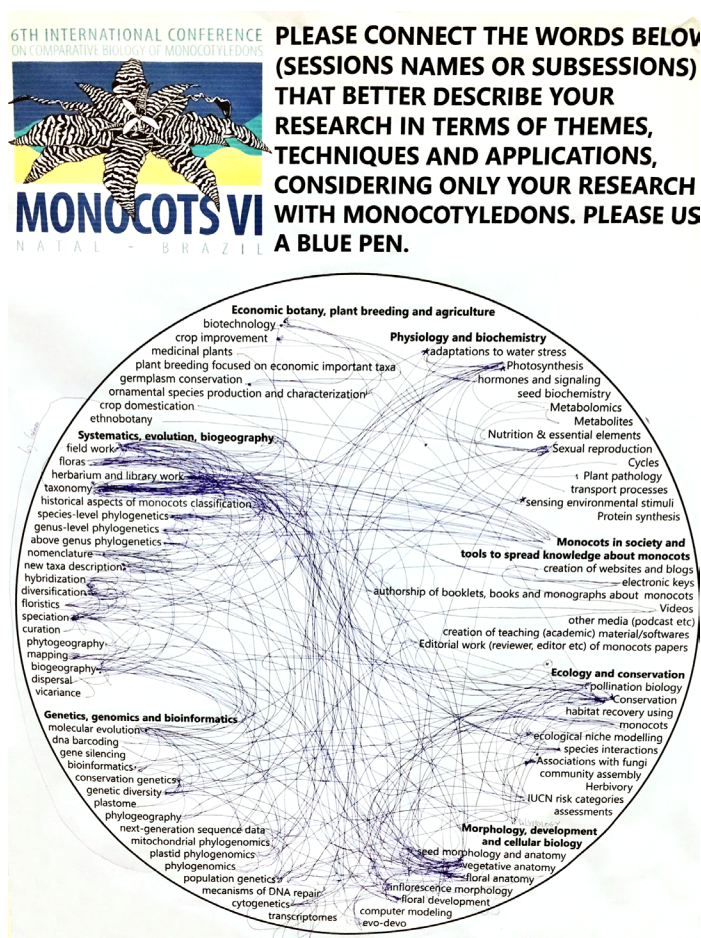 6TH INTERNATIONAL CONFERENCE
ON COMPARATIVE BIOLOGY OF MONOCOTYLEDONS
MONOCOTS VI
NATAL - BRAZIL
PLEASE CONNECT THE WORDS BELOW
(SESSIONS NAMES OR SUBSESSIONS)
THAT BETTER DESCRIBE YOUR
RESEARCH IN TERMS OF THEMES,
TECHNIQUES AND APPLICATIONS,
CONSIDERING ONLY YOUR RESEARCH
WITH MONOCOTYLEDONS. PLEASE US
A BLUE PEN.
Economic botany, plant breeding and agriculture
biotechnology
crop improvement
medicinal plants
plant breeding focused on economic important taxa
germplasm conservation
ornamental species production and characterization
crop domestication
ethnobotany
Systematics, evolution, biogeography
field work
floras
herbarium and library work
taxonomy
historical aspects of monocots classification
species-level phylogenetics
genus-level phylogenetics
above genus phylogenetics
nomenclature
new taxa description
hybridization
diversification
floristics
speciation
curation
phytogeography
mapping
biogeography
dispersal
vicariance
Genetics, genomics and bioinformatics
molecular evolution
dna barcoding
gene silencing
bioinformatics
conservation genetics
genetic diversity
plastome
phylogeography
next-generation sequence data
mitochondrial phylogenomics
plastid phylogenomics
phylogenomics
population genetics
mecanisms of DNA repair
cytogenetics
transcriptomes
Physiology and biochemistry
adaptations to water stress
Photosynthesis
hormones and signaling
seed biochemistry
Metabolomics
Metabolites
Nutrition & essential elements
Sexual reproduction
Cycles
Plant pathology
transport processes
sensing environmental stimuli
Protein synthesis
Monocots in society and
tools to spread knowledge about monocots
creation of websites and blogs
electronic keys
authorship of booklets, books and monographs about monocots
Videos
other media (podcast etc)
creation of teaching (academic) material/softwares
Editorial work (reviewer, editor etc) of monocots papers
Ecology and conservation
pollination biology
Conservation
habitat recovery using
monocots
ecological niche modelling
species interactions
Associations with fungi
community assembly
Herbivory
IUCN risk categories
assessments
Morphology, development
and cellular biology
seed morphology and anatomy
vegetative anatomy
floral anatomy
inflorescence morphology
floral development
computer modeling
evo-devo